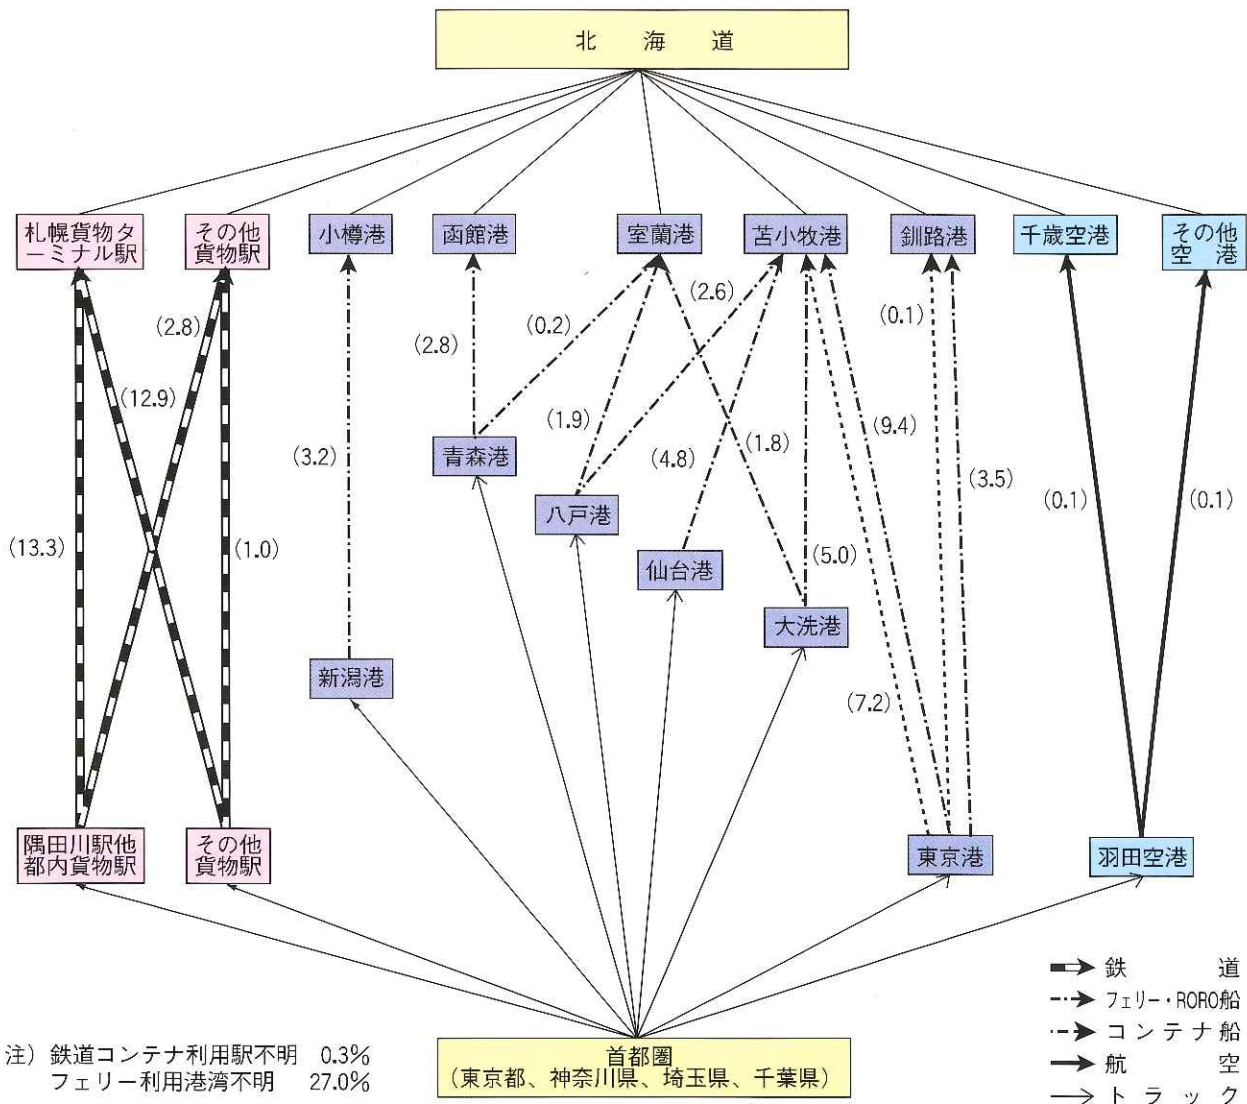 北海道
札幌貨物タ
ーミナル駅
その他
貨物駅
小樽港
函館港
室蘭港
苫小牧港
釧路港
千歳空港
その他
空港
(2.8)
(12.9)
(13.3)
(1.0)
(3.2)
(2.8)
(0.2)
(1.9)
(2.6)
(4.8)
(1.8)
(5.0)
(9.4)
(7.2)
(0.1)
(3.5)
(0.1)
(0.1)
青森港
八戸港
仙台港
大洗港
新潟港
隅田川駅他
都内貨物駅
その他
貨物駅
東京港
羽田空港
首都圏
(東京都、神奈川県、埼玉県、千葉県)
注) 鉄道コンテナ利用駅不明 0.3%
フェリー利用港湾不明 27.0%
鉄道
フェリー・RORO船
コンテナ船
航空
トラック